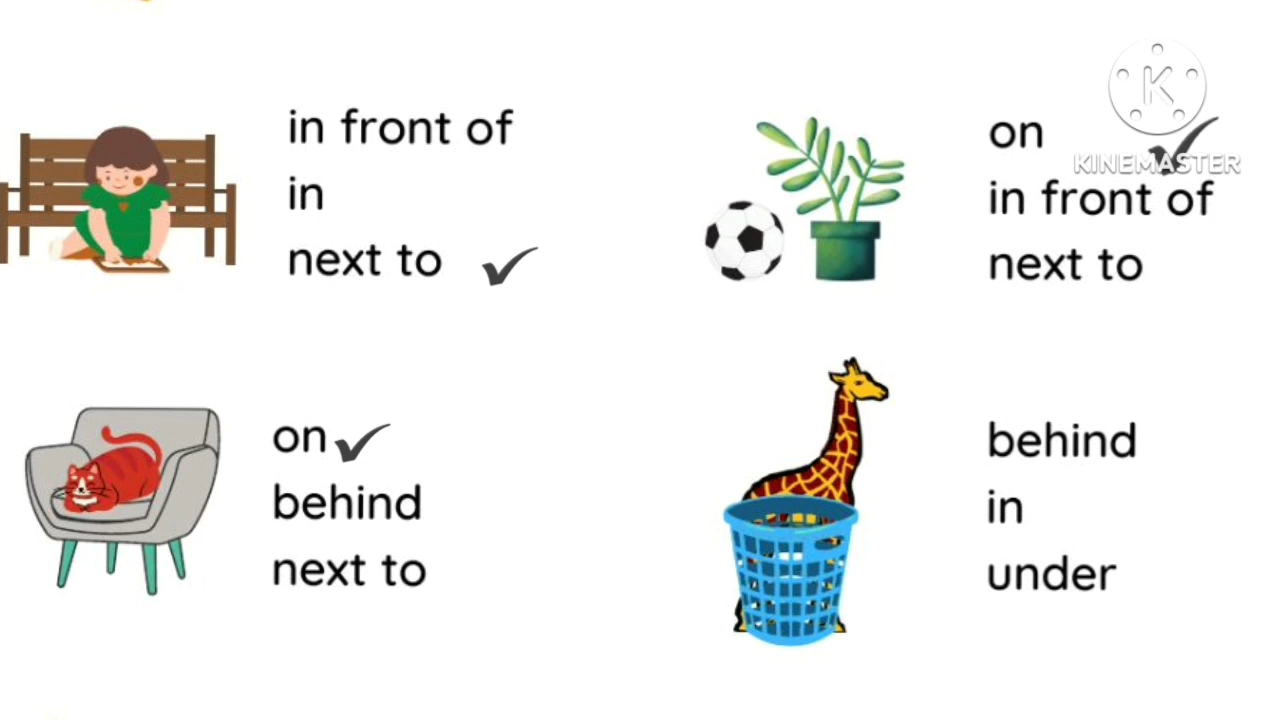 in front of
in
next to
on
in front of
next to
on
behind
next to
behind
in
under
K
KINEMASTER